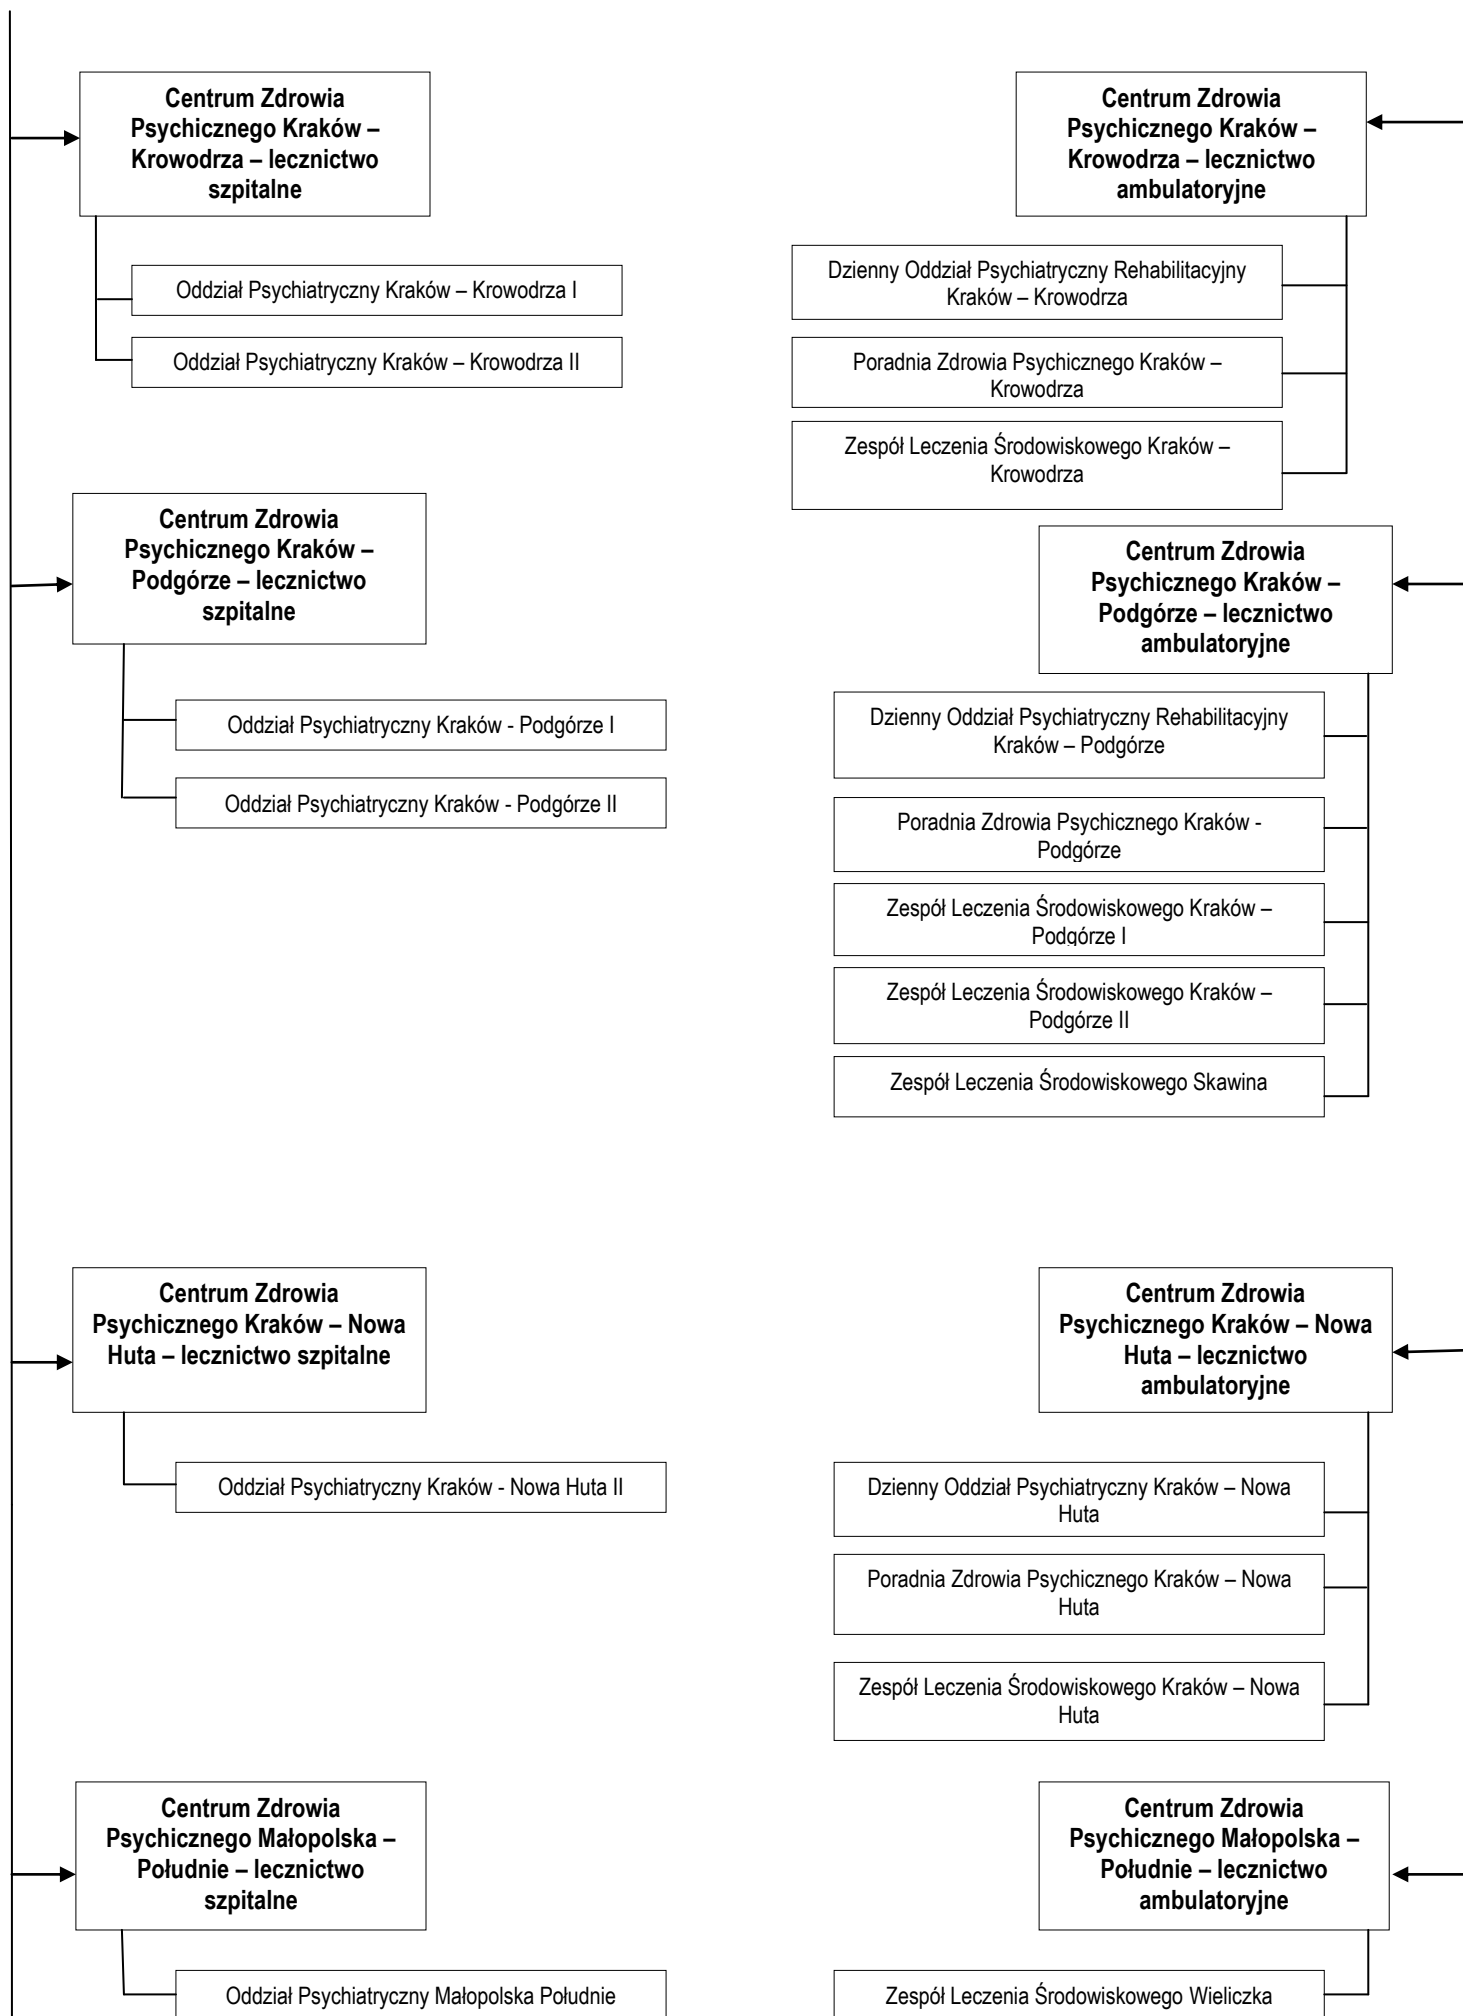 Centrum Zdrowia
Psychicznego Kraków –
Krowodrza – lecznictwo
szpitalne
Oddział Psychiatryczny Kraków – Krowodrza I
Oddział Psychiatryczny Kraków – Krowodrza II
Centrum Zdrowia
Psychicznego Kraków –
Krowodrza – lecznictwo
ambulatoryjne
Dzienny Oddział Psychiatryczny Rehabilitacyjny
Kraków – Krowodrza
Poradnia Zdrowia Psychicznego Kraków –
Krowodrza
Zespół Leczenia Środowiskowego Kraków –
Krowodrza
Centrum Zdrowia
Psychicznego Kraków –
Podgórze – lecznictwo
szpitalne
Oddział Psychiatryczny Kraków - Podgórze I
Oddział Psychiatryczny Kraków - Podgórze II
Centrum Zdrowia
Psychicznego Kraków –
Podgórze – lecznictwo
ambulatoryjne
Dzienny Oddział Psychiatryczny Rehabilitacyjny
Kraków – Podgórze
Poradnia Zdrowia Psychicznego Kraków -
Podgórze
Zespół Leczenia Środowiskowego Kraków –
Podgórze I
Zespół Leczenia Środowiskowego Kraków –
Podgórze II
Zespół Leczenia Środowiskowego Skawina
Centrum Zdrowia
Psychicznego Kraków – Nowa
Huta – lecznictwo szpitalne
Oddział Psychiatryczny Kraków - Nowa Huta II
Centrum Zdrowia
Psychicznego Kraków – Nowa
Huta – lecznictwo
ambulatoryjne
Dzienny Oddział Psychiatryczny Kraków – Nowa
Huta
Poradnia Zdrowia Psychicznego Kraków – Nowa
Huta
Zespół Leczenia Środowiskowego Kraków – Nowa
Huta
Centrum Zdrowia
Psychicznego Małopolska –
Południe – lecznictwo
szpitalne
Oddział Psychiatryczny Małopolska Południe
Centrum Zdrowia
Psychicznego Małopolska –
Południe – lecznictwo
ambulatoryjne
Zespół Leczenia Środowiskowego Wieliczka